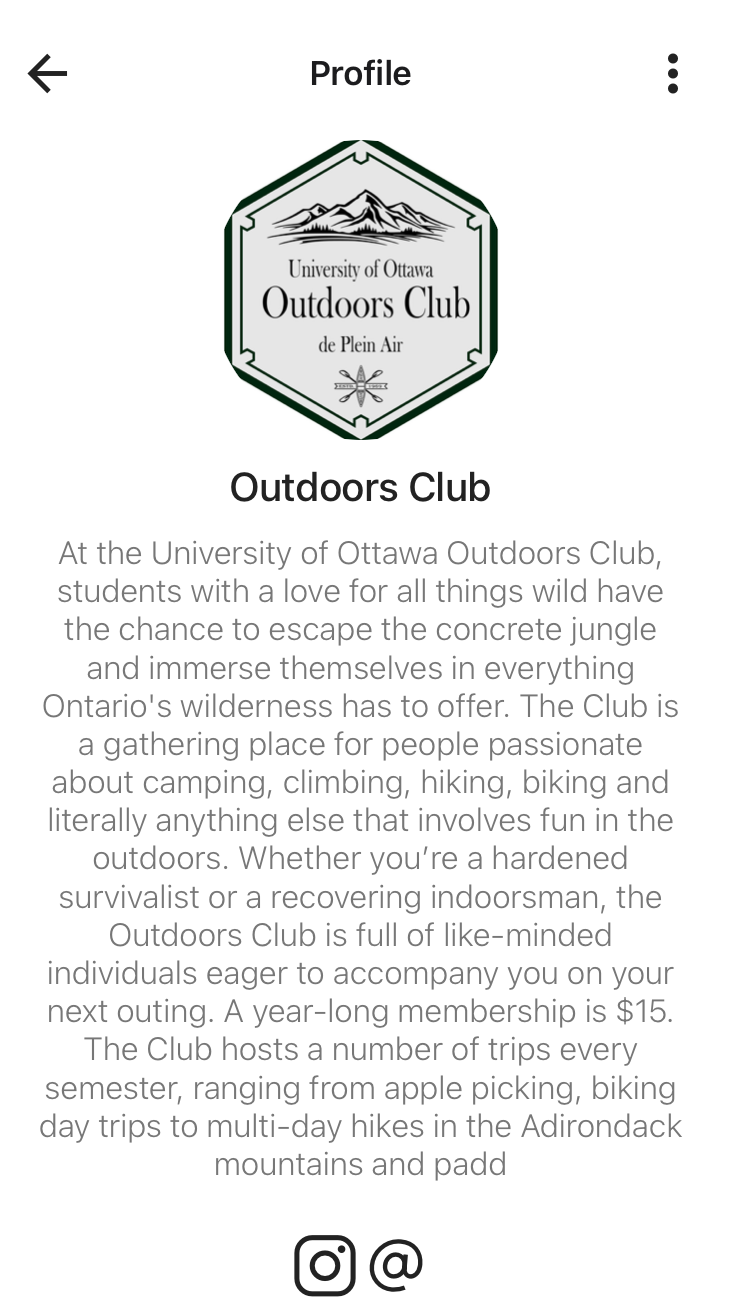 Profile
University of Ottawa
Outdoors Club
de Plein Air
Outdoors Club
At the University of Ottawa Outdoors Club,
students with a love for all things wild have
the chance to escape the concrete jungle
and immerse themselves in everything
Ontario's wilderness has to offer. The Club is
a gathering place for people passionate
about camping, climbing, hiking, biking and
literally anything else that involves fun in the
outdoors. Whether you’re a hardened
survivalist or a recovering indoorsman, the
Outdoors Club is full of like-minded
individuals eager to accompany you on your
next outing. A year-long membership is $15.
The Club hosts a number of trips every
semester, ranging from apple picking, biking
day trips to multi-day hikes in the Adirondack
mountains and padd
@